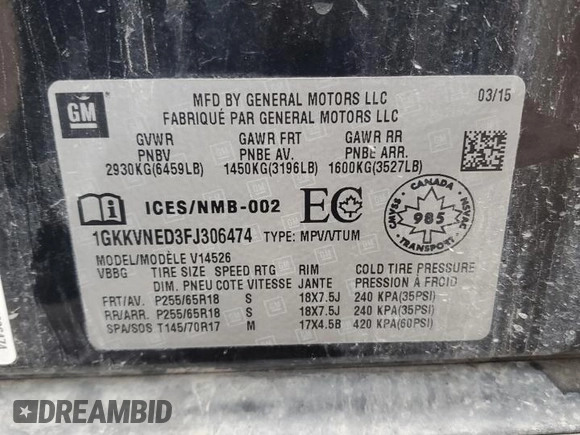 GM
MFD BY GENERAL MOTORS LLC
FABRIQUÉ PAR GENERAL MOTORS LLC
03/15
GVWR GAWR FRT GAWR RR
PNBV PNBE AV. PNBE ARR.
2930KG(6459LB) 1450KG(3196LB) 1600KG(3527LB)
ICES/NMB-002 EC
CANADA
CMVSS 985 NSVAC
TRANSPORT
1GKKVNED3FJ306474 TYPE: MPV/VTUM
MODEL/MODÈLE V14526
VBBG TIRE SIZE SPEED RTG RIM COLD TIRE PRESSURE
DIM. PNEU COTE VITESSE JANTE PRESSION À FROID
FRT/AV. P255/65R18 S 18X7.5J 240 KPA(35PSI)
RR/ARR. P255/65R18 S 18X7.5J 240 KPA(35PSI)
SPA/SOS T145/70R17 M 17X4.5B 420 KPA(60PSI)
DREAMBID